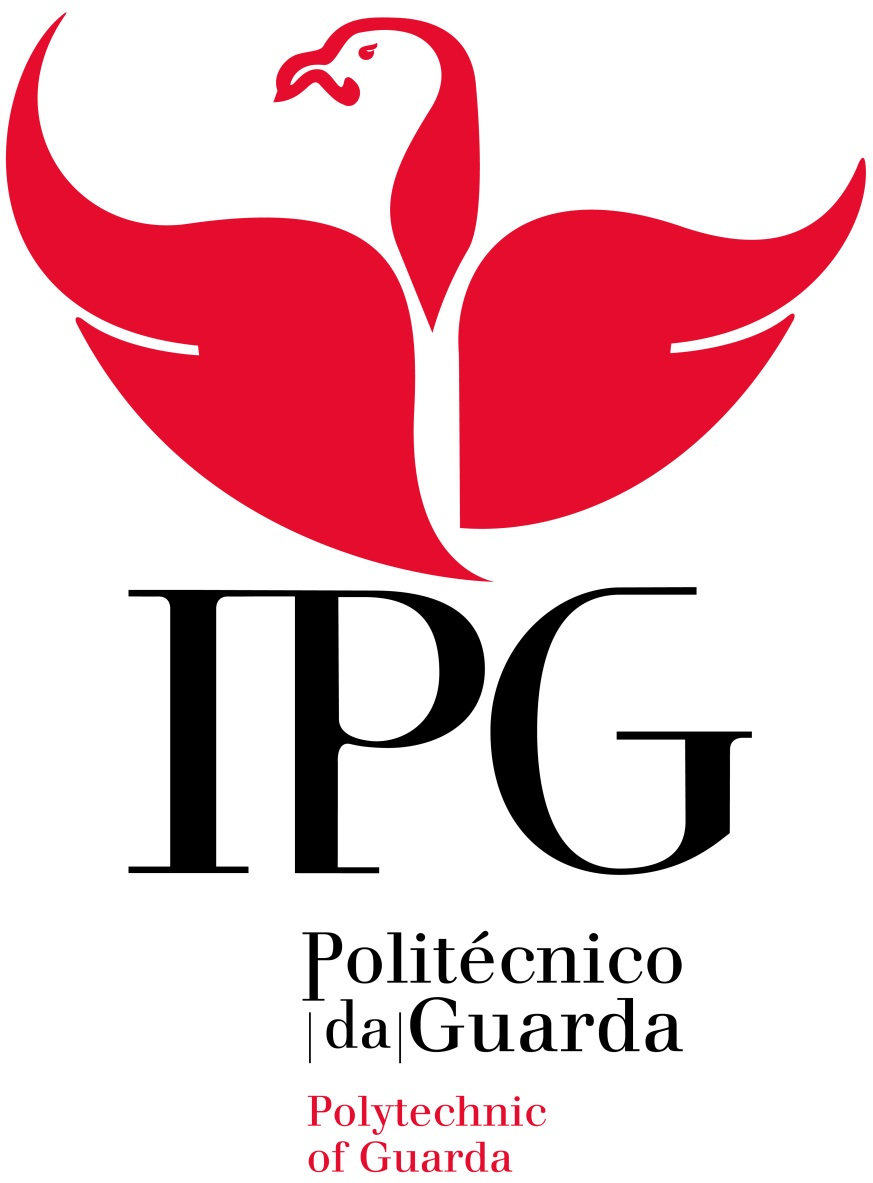 IPG
Politécnico
|da|Guarda
Polytechnic
of Guarda